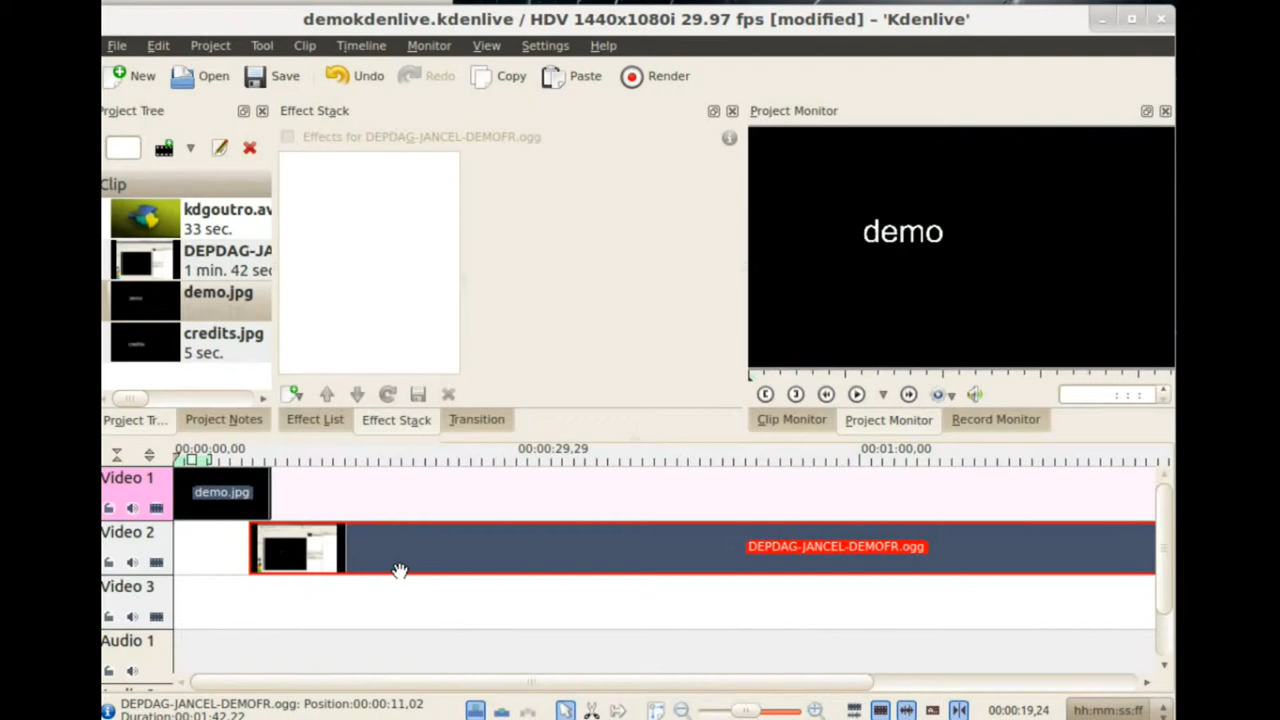 demokdenlive.kdenlive / HDV 1440x1080i 29.97 fps [modified] – 'Kdenlive'
File Edit Project Tool Clip Timeline Monitor View Settings Help
New Open Save Undo Redo Copy Paste Render
Project Tree Effect Stack Project Monitor
Effects for DEPDAG-JANCEL-DEMOFR.ogg
demo
Clip
kdgoutro.av
33 sec.
DEPDAG-JA
1 min. 42 sec
demo.jpg
credits.jpg
5 sec.
: : :
Project Tr... Project Notes Effect List Effect Stack Transition Clip Monitor Project Monitor Record Monitor
00:00:00,00 00:00:29,29 00:01:00,00
Video 1
demo.jpg
Video 2
DEPDAG-JANCEL-DEMOFR.ogg
Video 3
Audio 1
DEPDAG-JANCEL-DEMOFR.ogg: Position:00:00:11,02
Duration:00:01:42,22
00:00:19,24 hh:mm:ss:ff